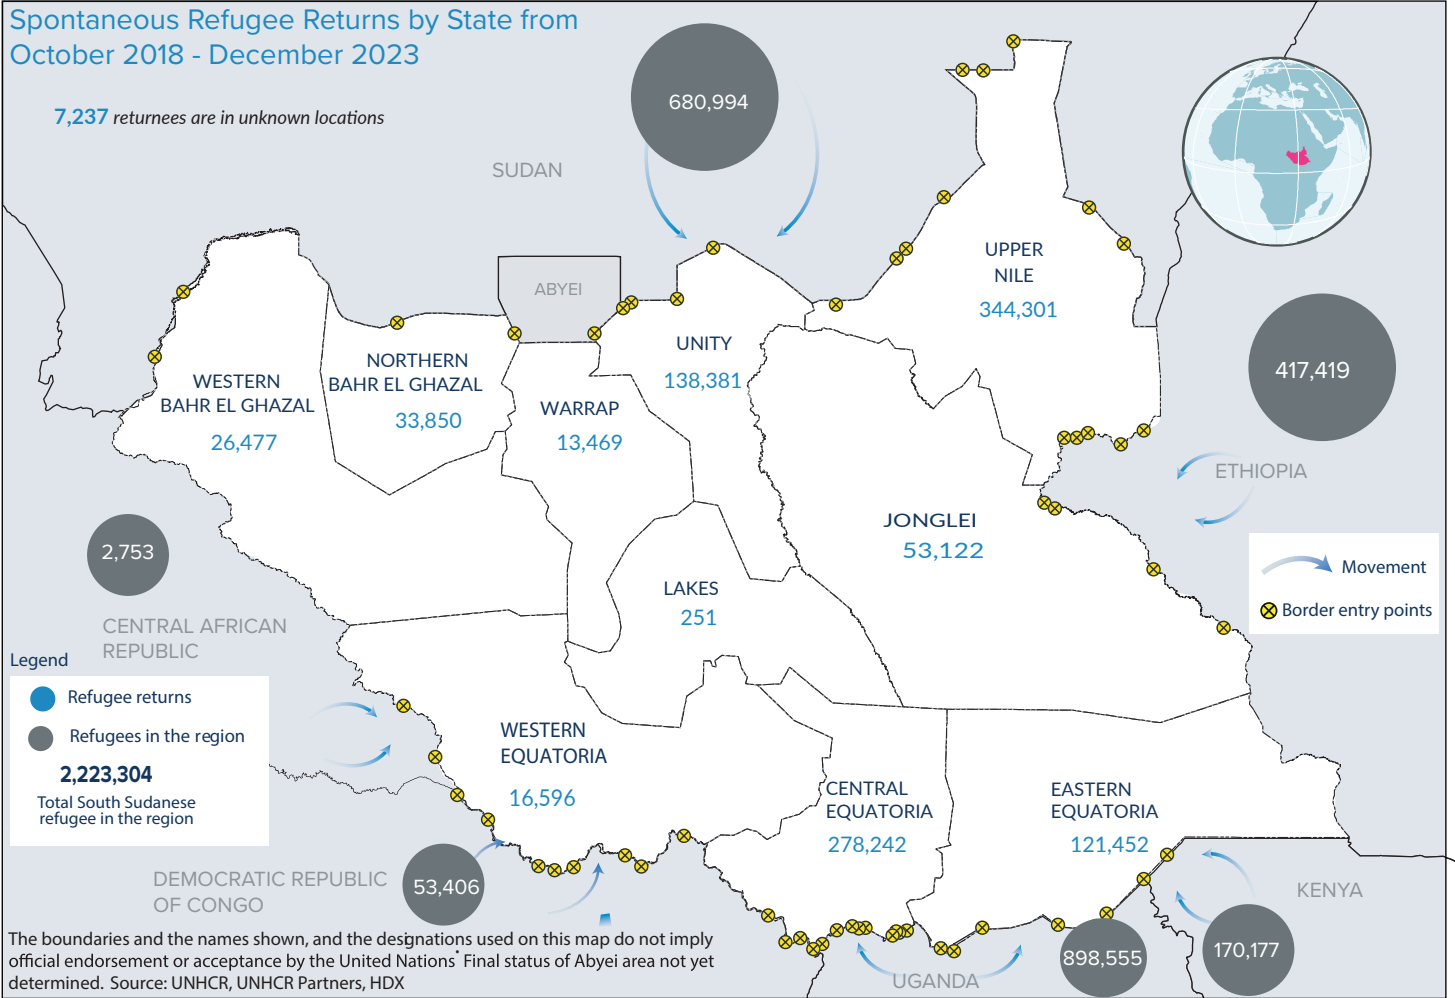 Spontaneous Refugee Returns by State from
October 2018 - December 2023
7,237 returnees are in unknown locations
680,994
SUDAN
ABYEI
UPPER
NILE
344,301
UNITY
138,381
417,419
ETHIOPIA
WESTERN
BAHR EL GHAZAL
26,477
NORTHERN
BAHR EL GHAZAL
33,850
WARRAP
13,469
JONGLEI
53,122
2,753
CENTRAL AFRICAN
REPUBLIC
LAKES
251
Movement
Border entry points
Legend
Refugee returns
Refugees in the region
2,223,304
Total South Sudanese
refugee in the region
WESTERN
EQUATORIA
16,596
CENTRAL
EQUATORIA
278,242
EASTERN
EQUATORIA
121,452
DEMOCRATIC REPUBLIC
OF CONGO
53,406
KENYA
170,177
898,555
UGANDA
The boundaries and the names shown, and the designations used on this map do not imply
official endorsement or acceptance by the United Nations* Final status of Abyei area not yet
determined. Source: UNHCR, UNHCR Partners, HDX